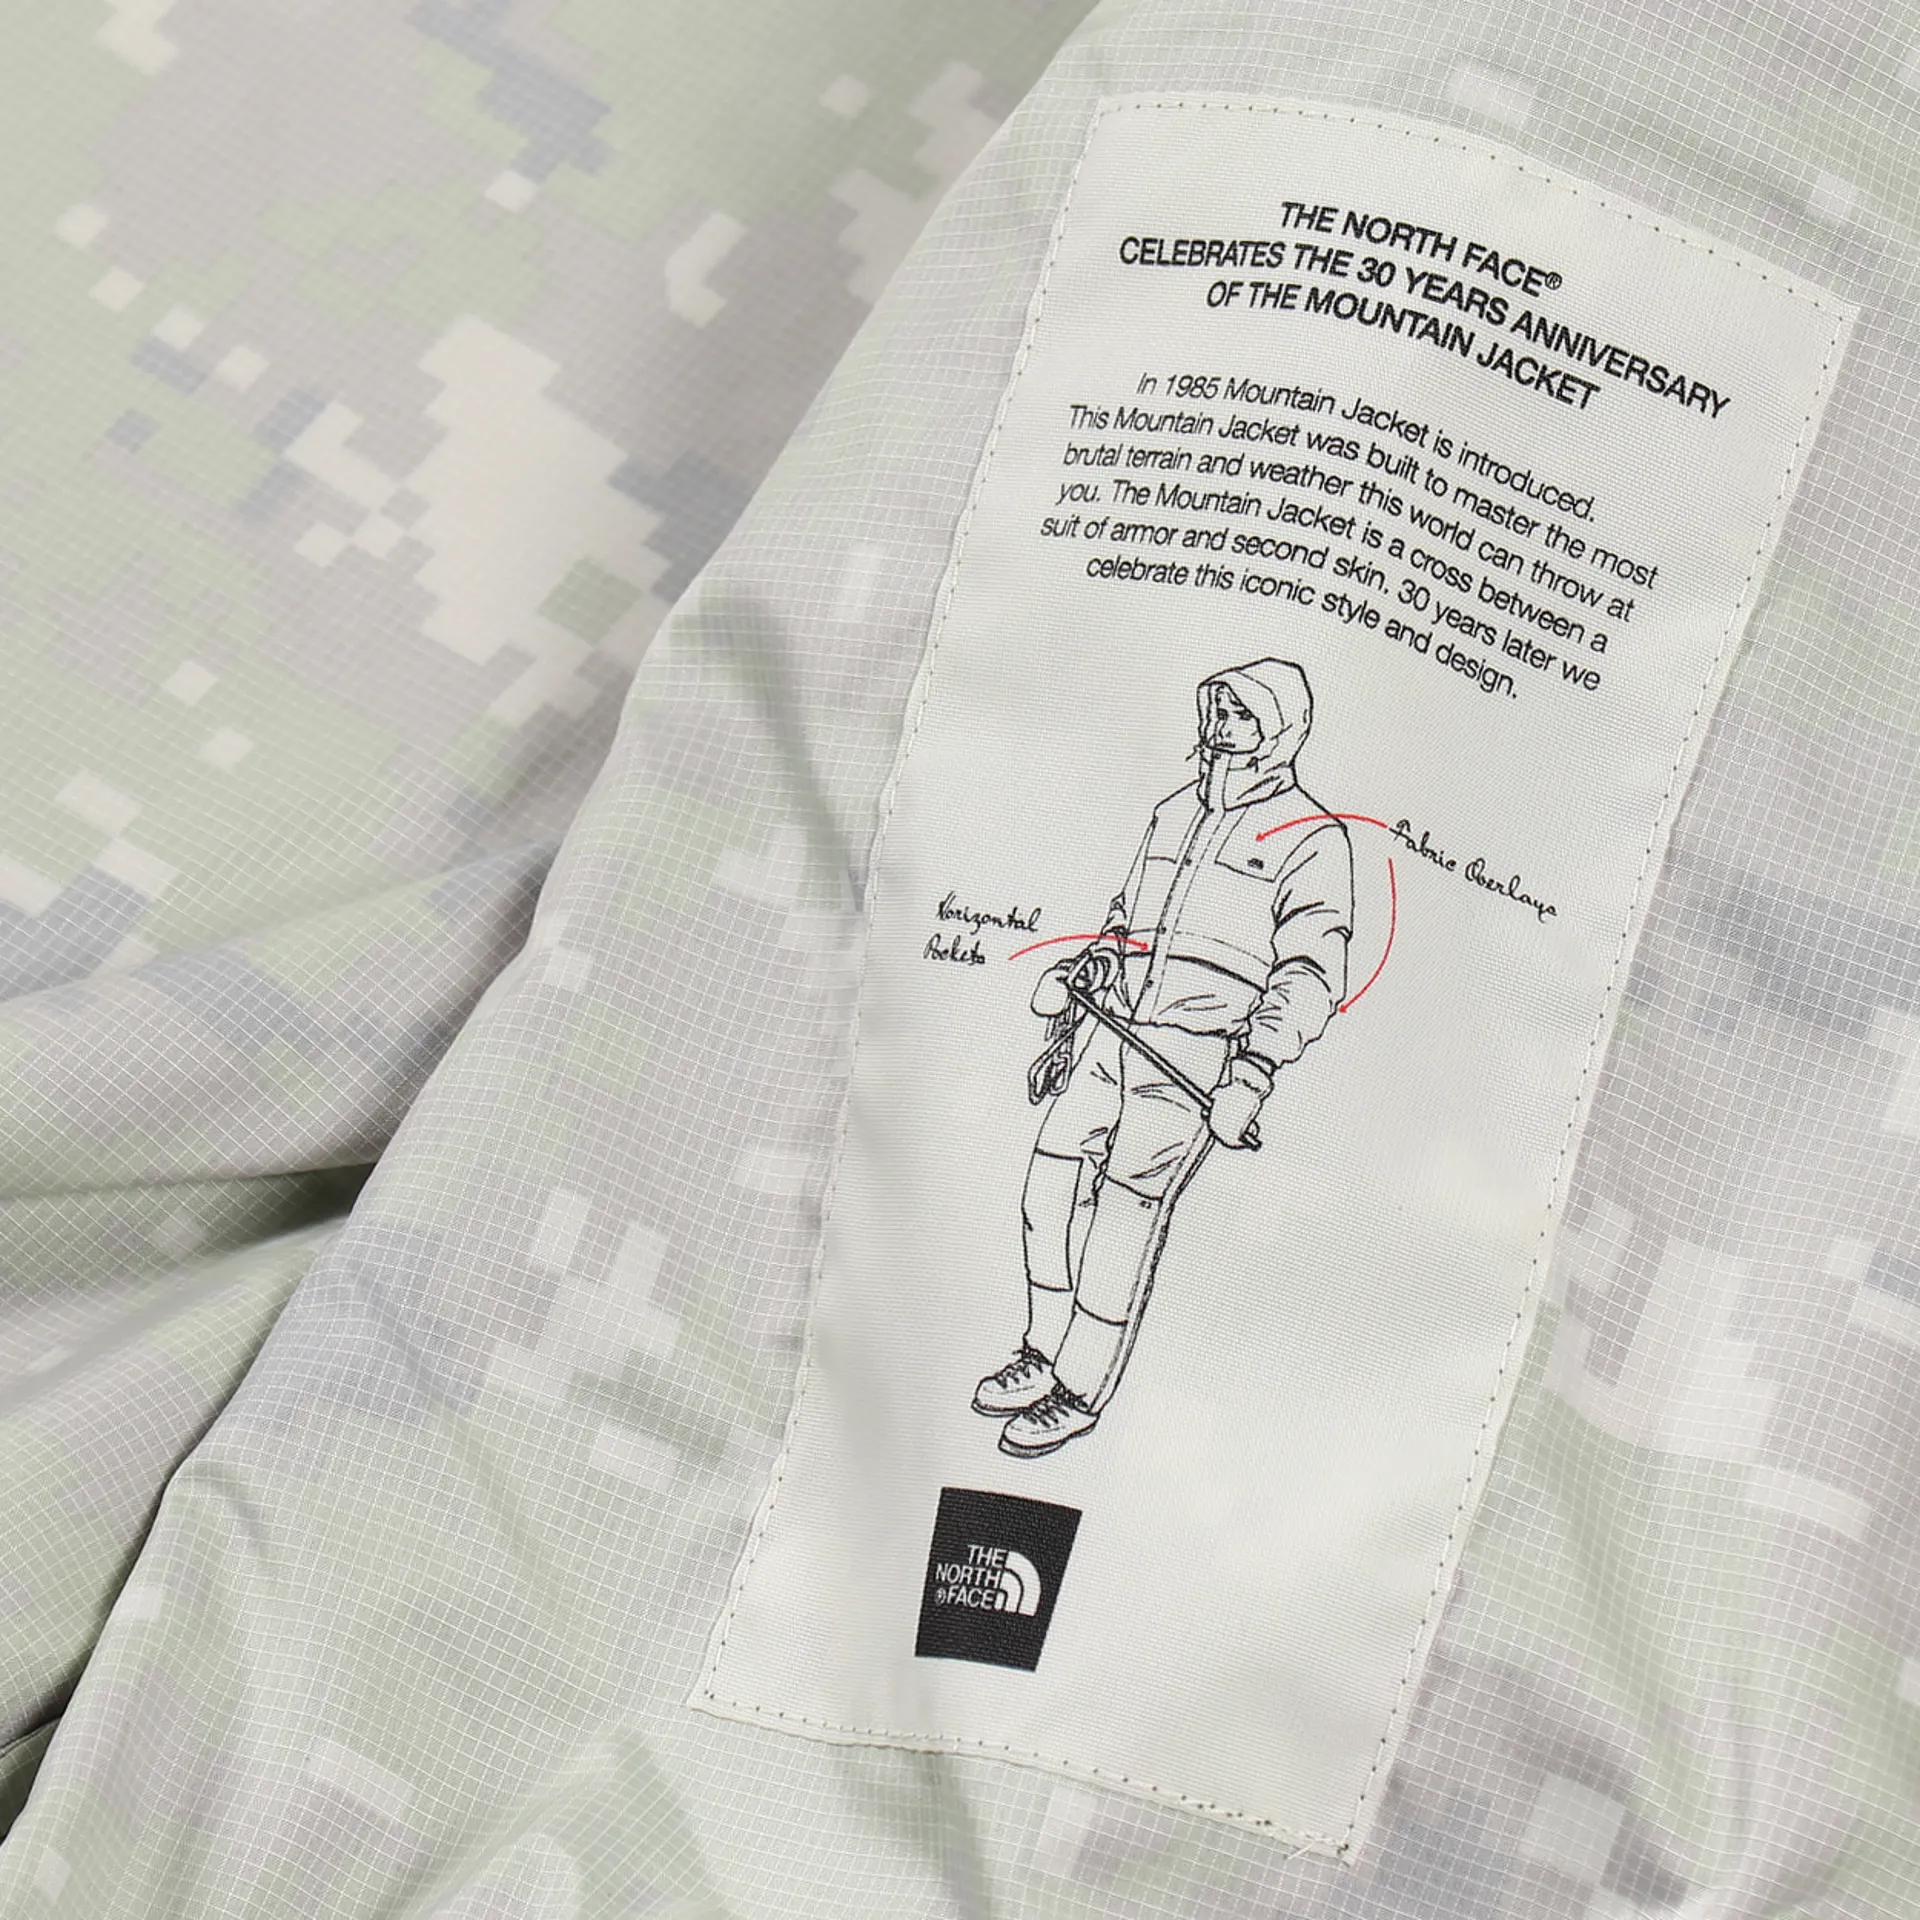 THE NORTH FACE®
CELEBRATES THE 30 YEARS ANNIVERSARY
OF THE MOUNTAIN JACKET
In 1985 Mountain Jacket is introduced.
This Mountain Jacket was built to master the most
brutal terrain and weather this world can throw at
you. The Mountain Jacket is a cross between a
suit of armor and second skin. 30 years later we
celebrate this iconic style and design.
Fabric Overlays
Horizontal
Pockets
THE
NORTH
®FACE